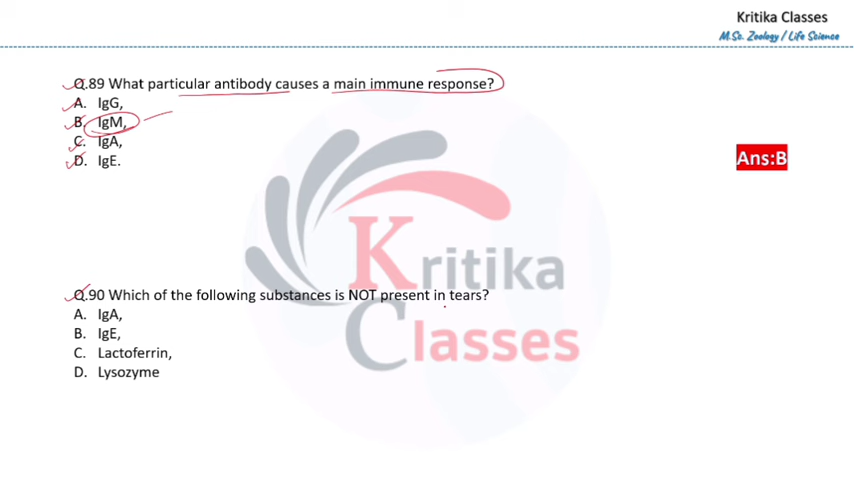 Kritika Classes
M.Sc. Zoology/ Life Science
Q.89 What particular antibody causes a main immune response?
A. IgG,
B. IgM,
C. IgA,
D. IgE.
Ans:B
Kritika
Classes
Q.90 Which of the following substances is NOT present in tears?
A. IgA,
B. IgE,
C. Lactoferrin,
D. Lysozyme